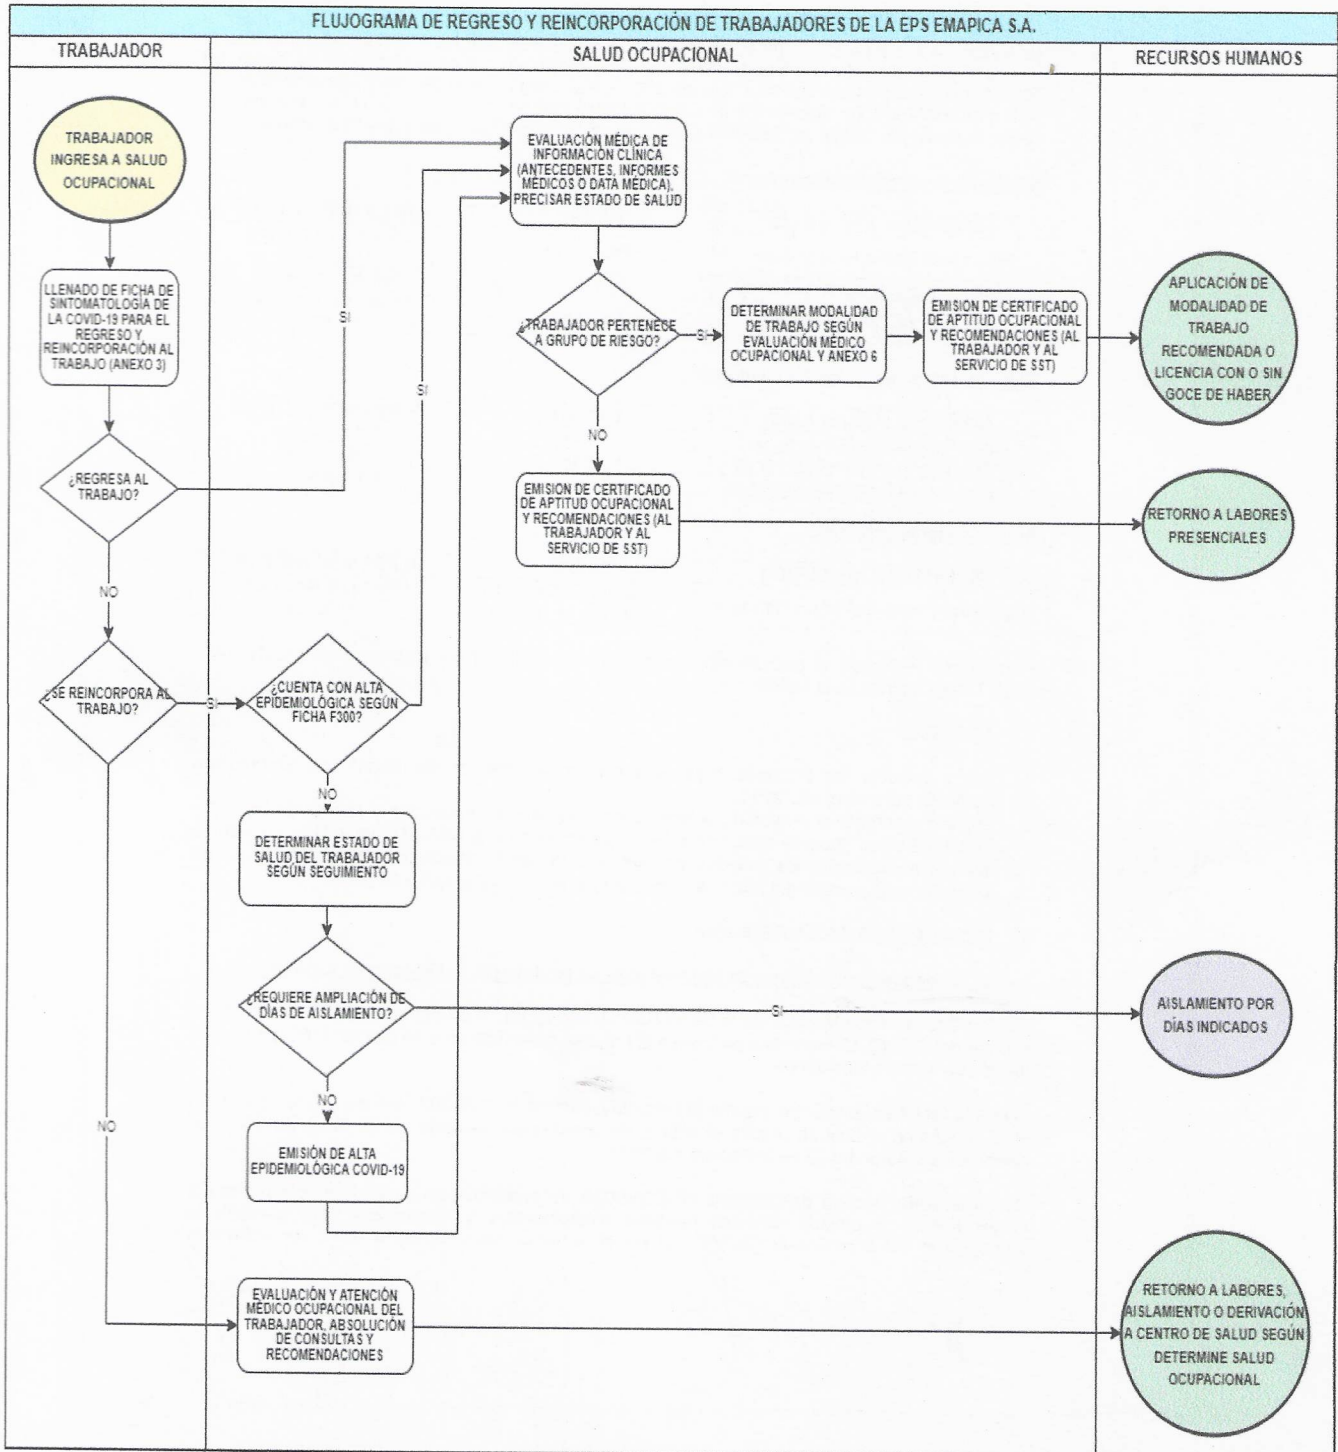 FLUJOGRAMA DE REGRESO Y REINCORPORACIÓN DE TRABAJADORES DE LA EPS EMAPICA S.A.
TRABAJADOR
SALUD OCUPACIONAL
RECURSOS HUMANOS
TRABAJADOR
INGRESA A SALUD
OCUPACIONAL
LLENADO DE FICHA DE
SINTOMATOLOGÍA DE
LA COVID-19 PARA EL
REGRESO Y
REINCORPORACIÓN AL
TRABAJO (ANEXO 3)
¿REGRESA AL
TRABAJO?
SI
NO
¿SE REINCORPORA AL
TRABAJO?
SI
NO
EVALUACIÓN MÉDICA DE
INFORMACIÓN CLÍNICA
(ANTECEDENTES, INFORMES
MÉDICOS O DATA MÉDICA),
PRECISAR ESTADO DE SALUD
¿TRABAJADOR PERTENECE
A GRUPO DE RIESGO?
SI
DETERMINAR MODALIDAD
DE TRABAJO SEGÚN
EVALUACIÓN MÉDICO
OCUPACIONAL Y ANEXO 6
EMISION DE CERTIFICADO
DE APTITUD OCUPACIONAL
Y RECOMENDACIONES (AL
TRABAJADOR Y AL
SERVICIO DE SST)
APLICACIÓN DE
MODALIDAD DE
TRABAJO
RECOMENDADA O
LICENCIA CON O SIN
GOCE DE HABER
NO
EMISION DE CERTIFICADO
DE APTITUD OCUPACIONAL
Y RECOMENDACIONES (AL
TRABAJADOR Y AL
SERVICIO DE SST)
RETORNO A LABORES
PRESENCIALES
¿CUENTA CON ALTA
EPIDEMIOLÓGICA SEGÚN
FICHA F300?
SI
NO
DETERMINAR ESTADO DE
SALUD DEL TRABAJADOR
SEGÚN SEGUIMIENTO
¿REQUIERE AMPLIACIÓN DE
DÍAS DE AISLAMIENTO?
SI
AISLAMIENTO POR
DÍAS INDICADOS
NO
EMISIÓN DE ALTA
EPIDEMIOLÓGICA COVID-19
EVALUACIÓN Y ATENCIÓN
MÉDICO OCUPACIONAL DEL
TRABAJADOR, ABSOLUCIÓN
DE CONSULTAS Y
RECOMENDACIONES
RETORNO A LABORES,
AISLAMIENTO O DERIVACIÓN
A CENTRO DE SALUD SEGÚN
DETERMINE SALUD
OCUPACIONAL